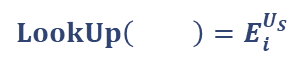 LookUp(      ) = E_i^{U_S}